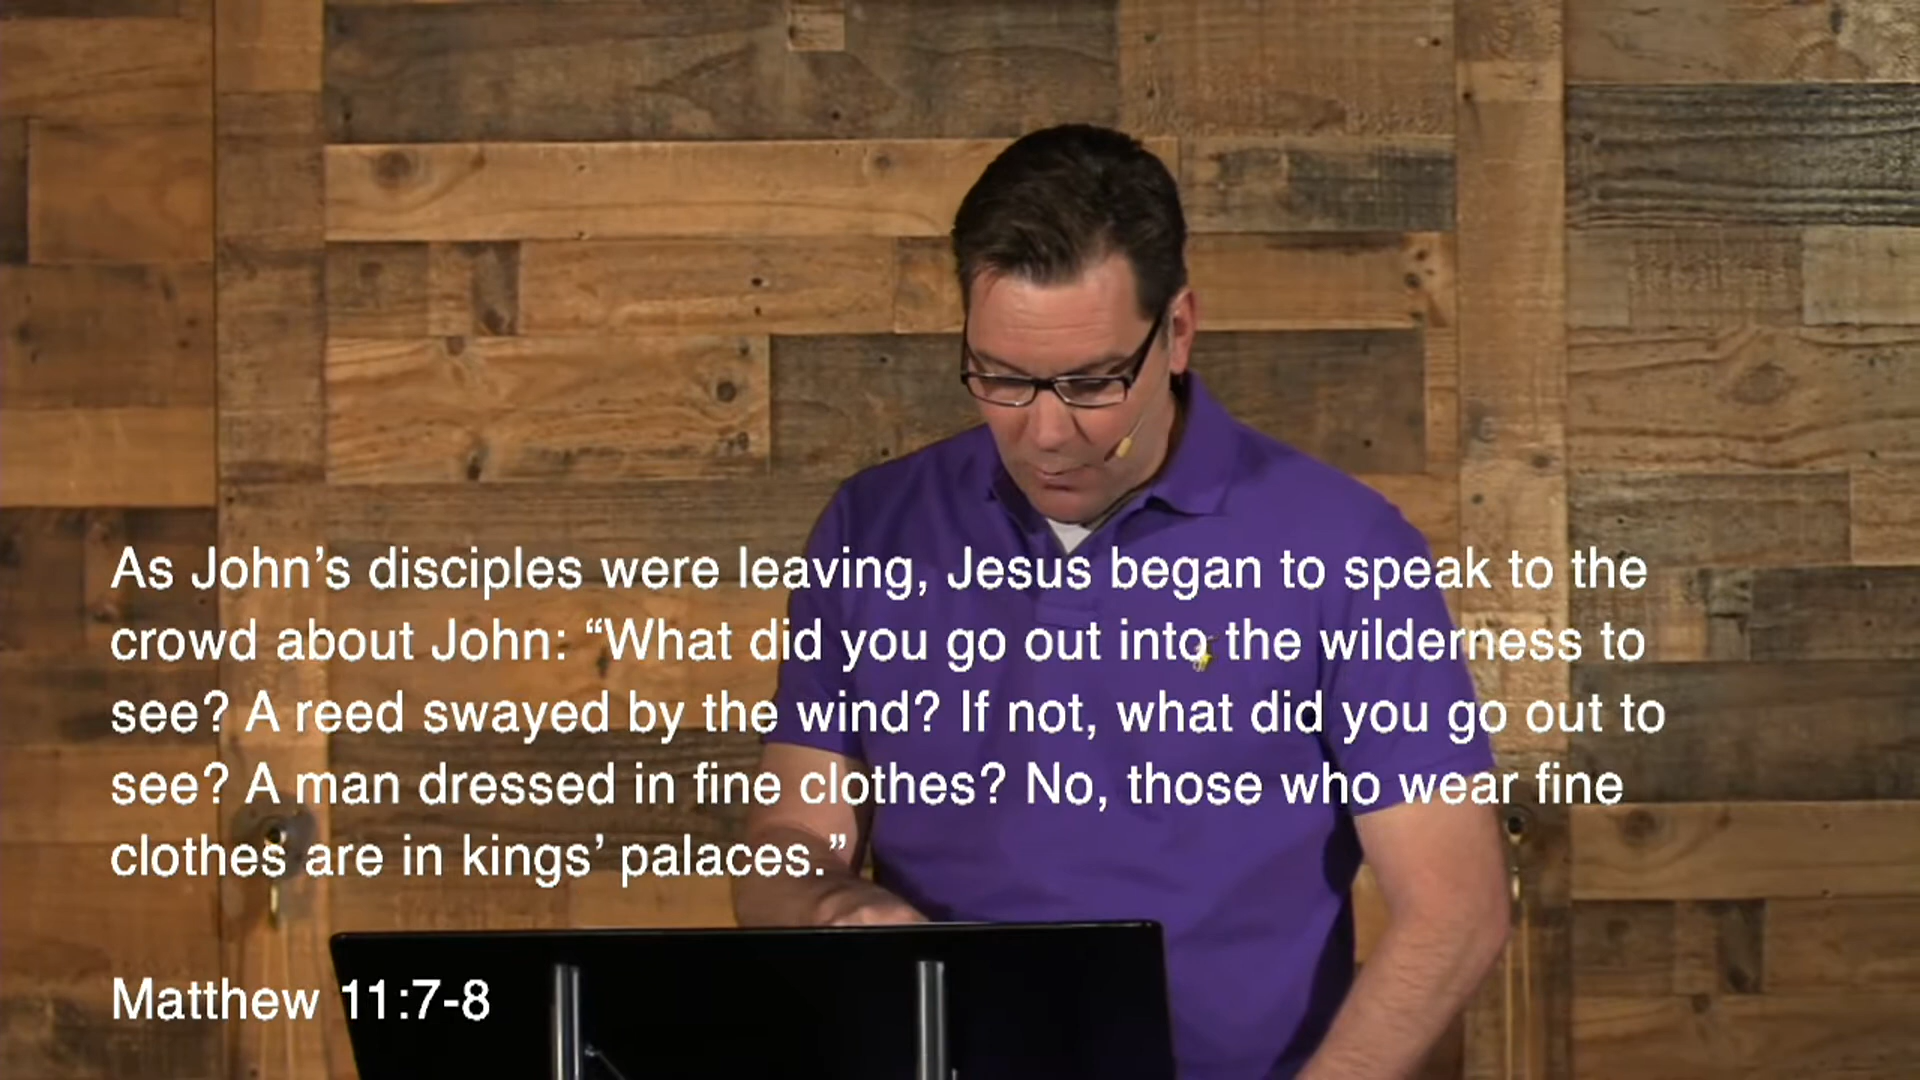 As John’s disciples were leaving, Jesus began to speak to the
crowd about John: “What did you go out into the wilderness to
see? A reed swayed by the wind? If not, what did you go out to
see? A man dressed in fine clothes? No, those who wear fine
clothes are in kings’ palaces.”
Matthew 11:7-8